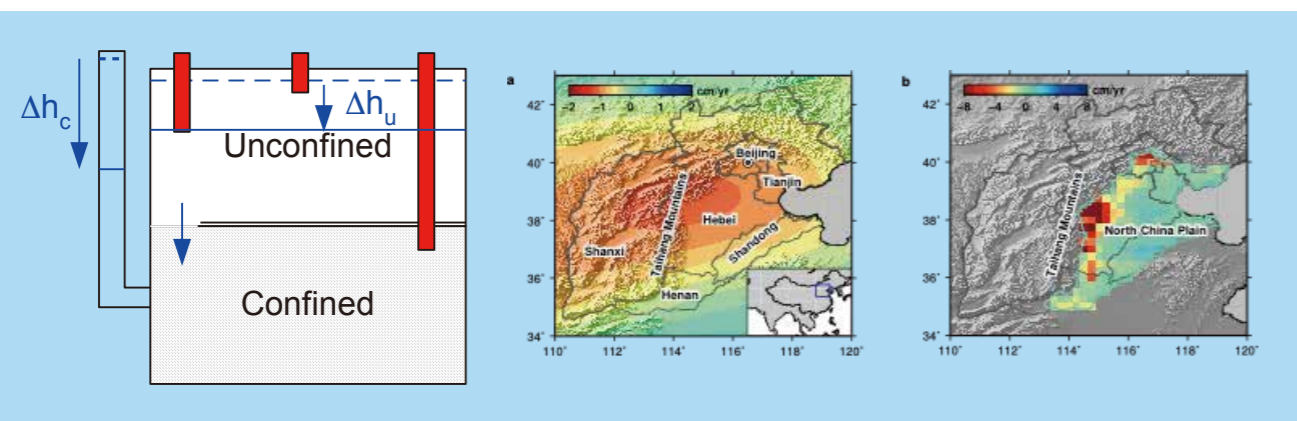 Δh_c
Δh_u
Unconfined
Confined
a
cm/yr
−2 −1 0 1 2
42°
40°
38°
36°
34°
110° 112° 114° 116° 118° 120°
Beijing
Tianjin
Taihang Mountains
Hebei
Shanxi
Shandong
Henan
b
cm/yr
−8 −4 0 4 8
42°
40°
38°
36°
34°
110° 112° 114° 116° 118° 120°
Taihang Mountains
North China Plain